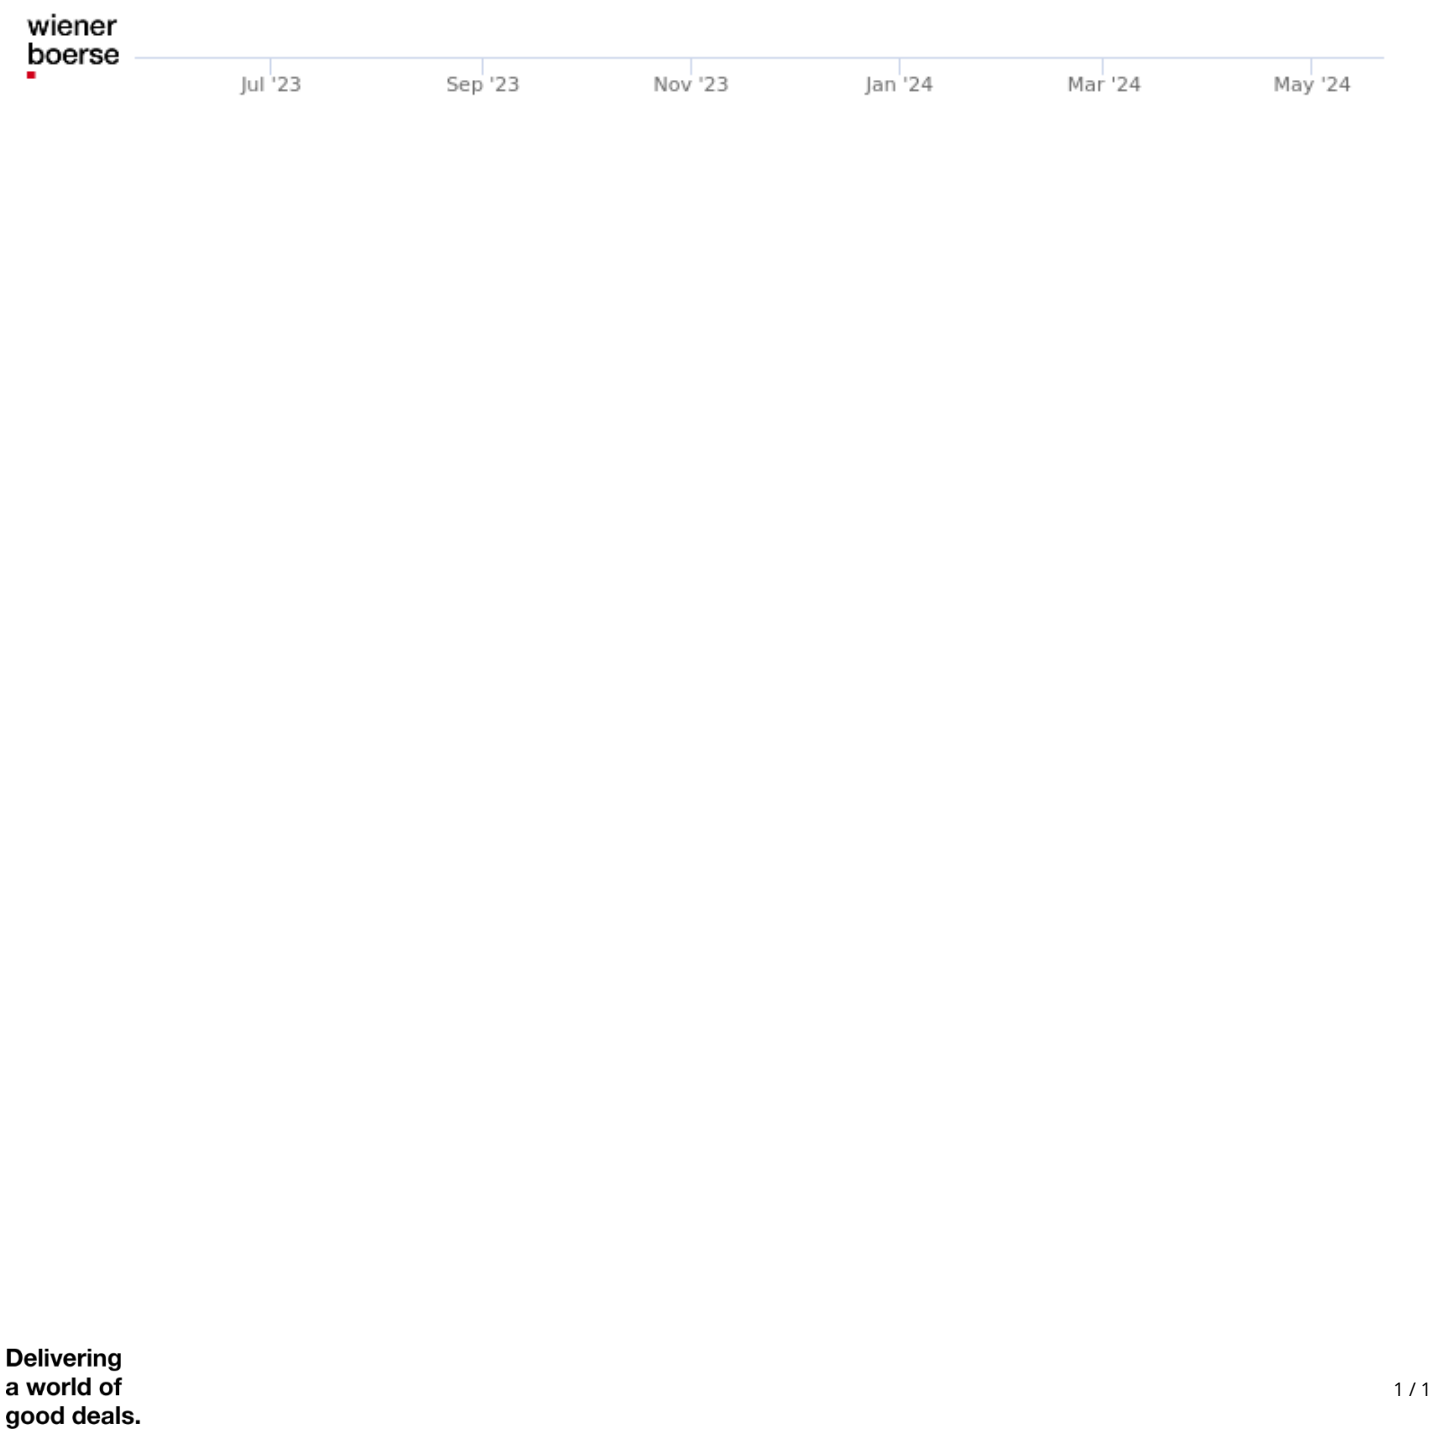 wiener
boerse
Jul '23 Sep '23 Nov '23 Jan '24 Mar '24 May '24
Delivering
a world of
good deals.
1 / 1